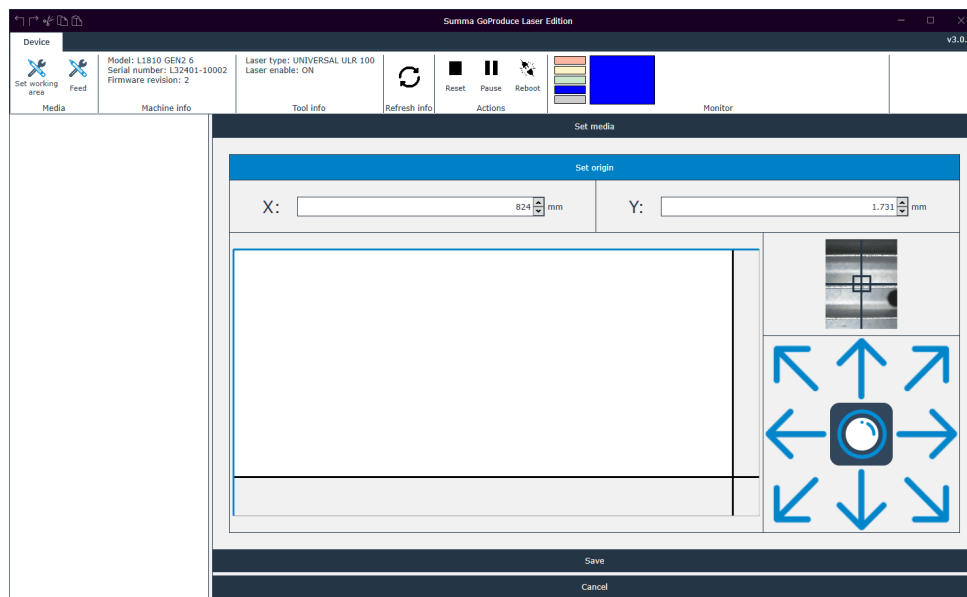 Summa GoProduce Laser Edition
Device
v3.0.
Set working
area
Feed
Media
Model: L1810 GEN2 6
Serial number: L32401-10002
Firmware revision: 2
Machine info
Laser type: UNIVERSAL ULR 100
Laser enable: ON
Tool info
Refresh info
Reset
Pause
Reboot
Actions
Monitor
Set media
Set origin
X:
824
mm
Y:
1.731
mm
Save
Cancel